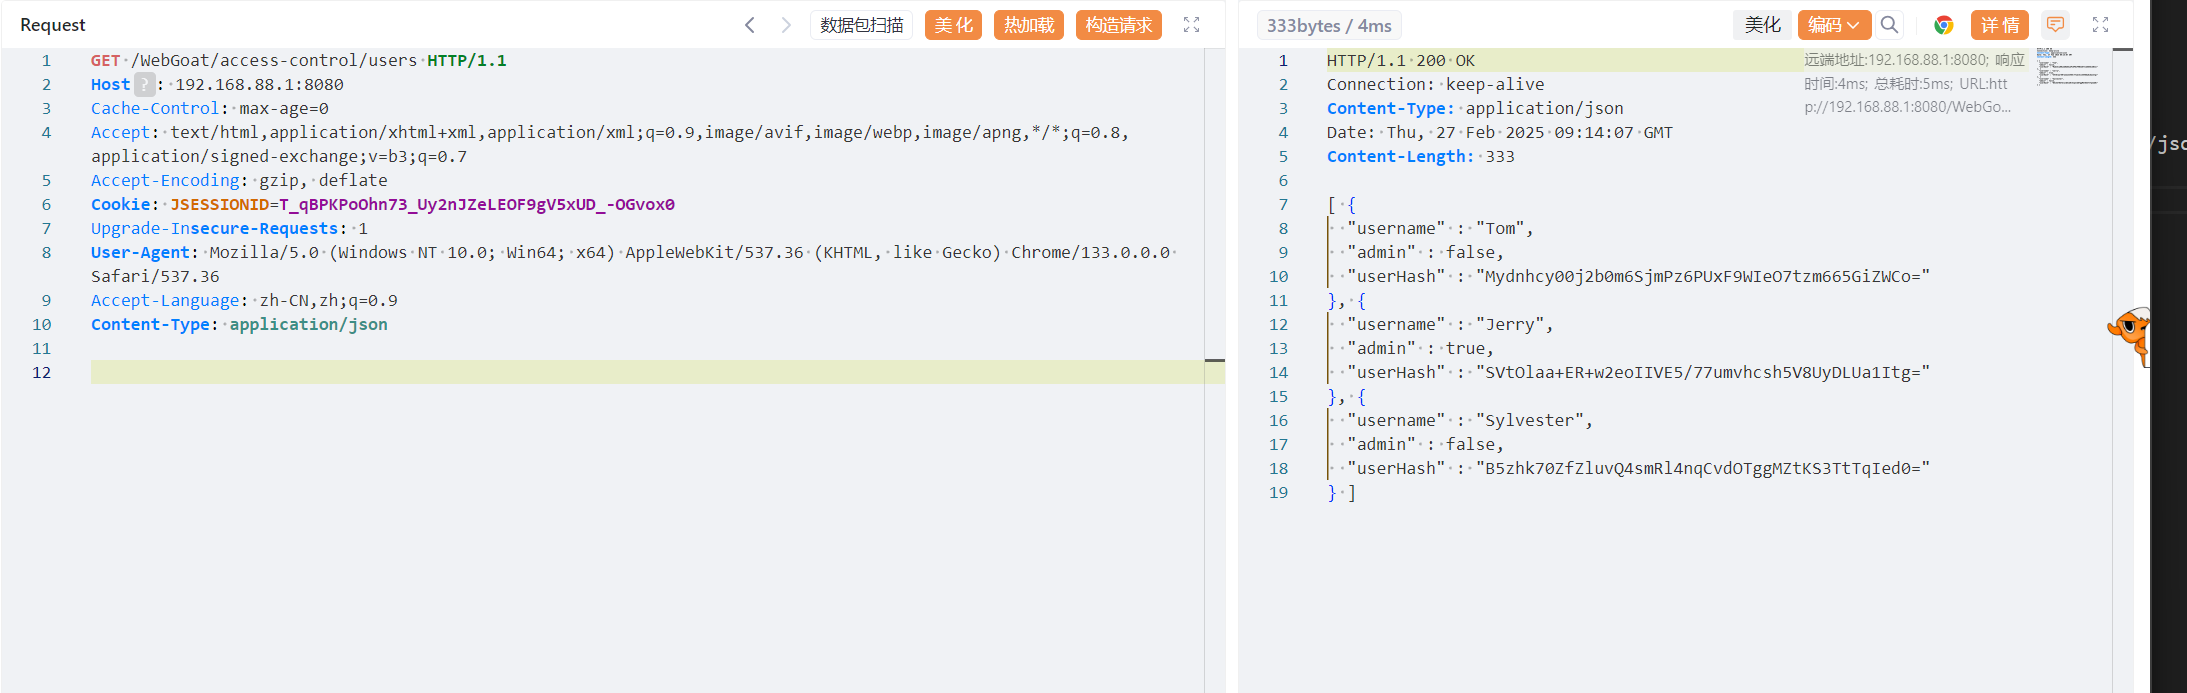 Request
数据包扫描
美 化
热加载
构造请求
1 GET /WebGoat/access-control/users HTTP/1.1
2 Host ? : 192.168.88.1:8080
3 Cache-Control: max-age=0
4 Accept: text/html,application/xhtml+xml,application/xml;q=0.9,image/avif,image/webp,image/apng,*/*;q=0.8,
application/signed-exchange;v=b3;q=0.7
5 Accept-Encoding: gzip, deflate
6 Cookie: JSESSIONID=T_qBPKPoOhn73_Uy2nJZeLEOF9gV5xUD_-OGvox0
7 Upgrade-Insecure-Requests: 1
8 User-Agent: Mozilla/5.0 (Windows NT 10.0; Win64; x64) AppleWebKit/537.36 (KHTML, like Gecko) Chrome/133.0.0.0
Safari/537.36
9 Accept-Language: zh-CN,zh;q=0.9
10 Content-Type: application/json
11
12
333bytes / 4ms
美化
编码
详 情
1 HTTP/1.1 200 OK
2 Connection: keep-alive
3 Content-Type: application/json
4 Date: Thu, 27 Feb 2025 09:14:07 GMT
5 Content-Length: 333
6
7 [ {
8 "username" : "Tom",
9 "admin" : false,
10 "userHash" : "Mydnhcy00j2b0m6SjmPz6PUxF9WIeO7tzm665GiZWCo="
11 }, {
12 "username" : "Jerry",
13 "admin" : true,
14 "userHash" : "SVtOlaa+ER+w2eoIIVE5/77umvhcsh5V8UyDLUa1Itg="
15 }, {
16 "username" : "Sylvester",
17 "admin" : false,
18 "userHash" : "B5zhk70ZfZluvQ4smRl4nqCvdOTggMZtKS3TtTqIed0="
19 } ]
远端地址:192.168.88.1:8080; 响应
时间:4ms; 总耗时:5ms; URL:htt
p://192.168.88.1:8080/WebGo...
/jso